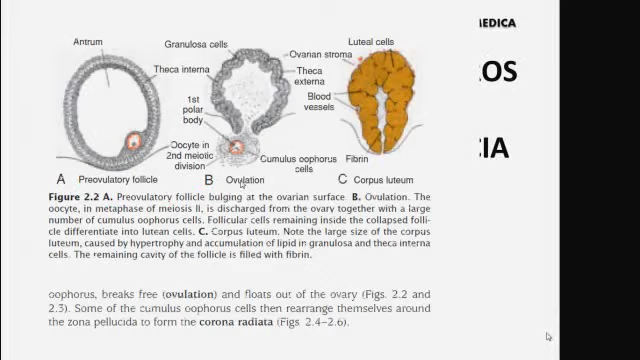 MEDICA
ROS
CIA
Antrum
Granulosa cells
Luteal cells
Ovarian stroma
Theca interna
Theca
externa
Blood
vessels
1st
polar
body
Oocyte in
2nd meiotic
division
Cumulus oophorus
cells
Fibrin
A Preovulatory follicle
B Ovulation
C Corpus luteum
Figure 2.2 A. Preovulatory follicle bulging at the ovarian surface. B. Ovulation. The
oocyte, in metaphase of meiosis II, is discharged from the ovary together with a large
number of cumulus oophorus cells. Follicular cells remaining inside the collapsed folli-
cle differentiate into lutean cells. C. Corpus luteum. Note the large size of the corpus
luteum, caused by hypertrophy and accumulation of lipid in granulosa and theca interna
cells. The remaining cavity of the follicle is filled with fibrin.
oophorus, breaks free (ovulation) and floats out of the ovary (Figs. 2.2 and
2.3). Some of the cumulus oophorus cells then rearrange themselves around
the zona pellucida to form the corona radiata (Figs 2.4–2.6).